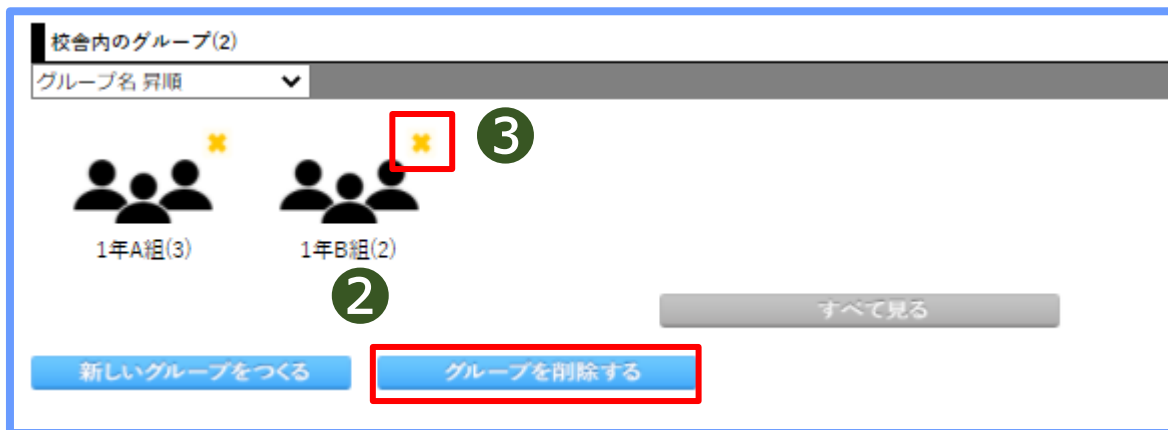 校舎内のグループ(2)
グループ名 昇順
3
1年A組(3) 1年B組(2)
2
すべて見る
新しいグループをつくる グループを削除する